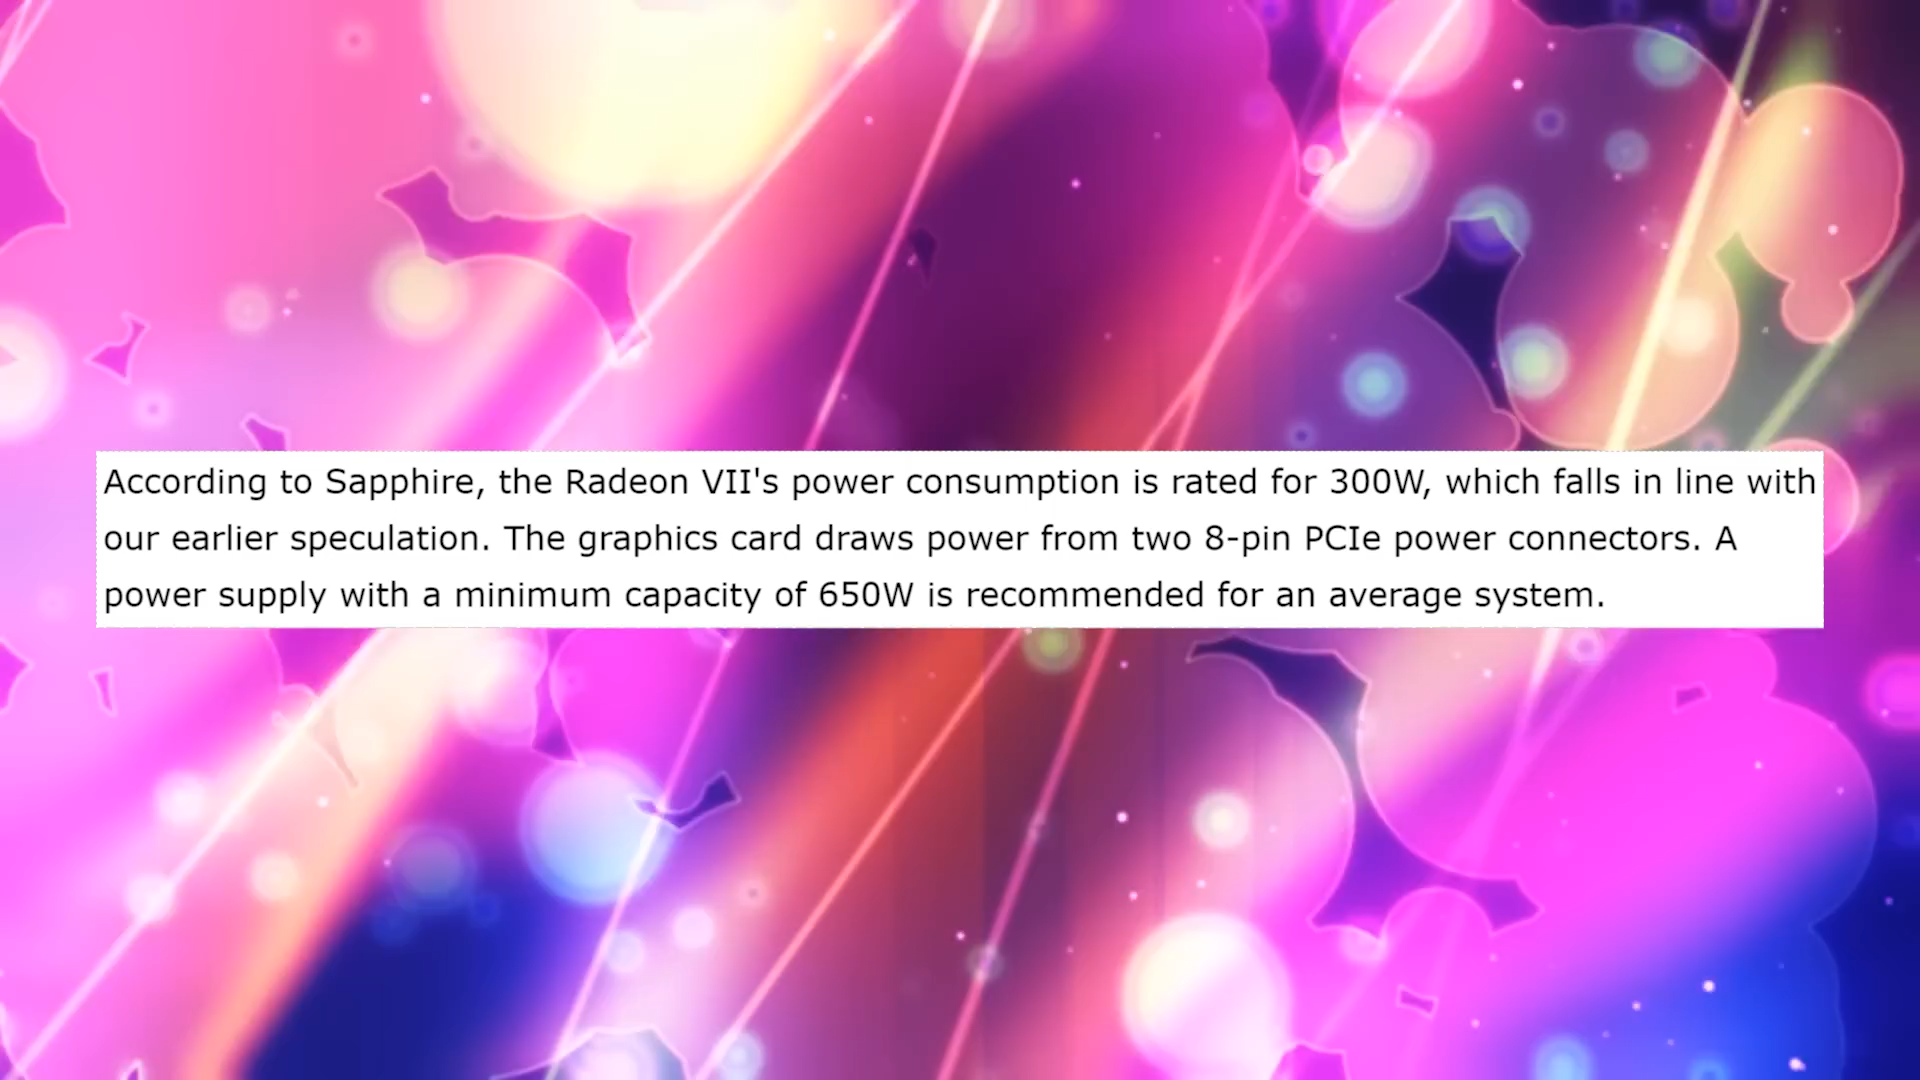 According to Sapphire, the Radeon VII's power consumption is rated for 300W, which falls in line with
our earlier speculation. The graphics card draws power from two 8-pin PCIe power connectors. A
power supply with a minimum capacity of 650W is recommended for an average system.